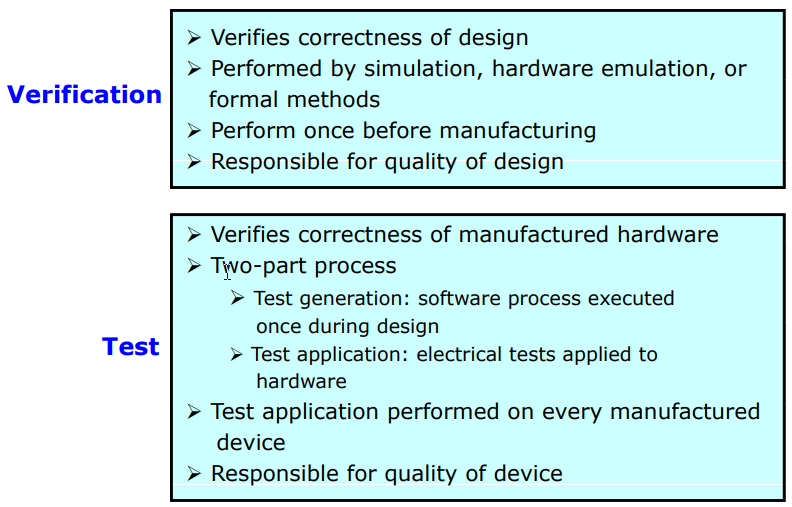 Verification
➢ Verifies correctness of design
➢ Performed by simulation, hardware emulation, or
formal methods
➢ Perform once before manufacturing
➢ Responsible for quality of design
Test
➢ Verifies correctness of manufactured hardware
➢ Two-part process
➢ Test generation: software process executed
once during design
➢ Test application: electrical tests applied to
hardware
➢ Test application performed on every manufactured
device
➢ Responsible for quality of device